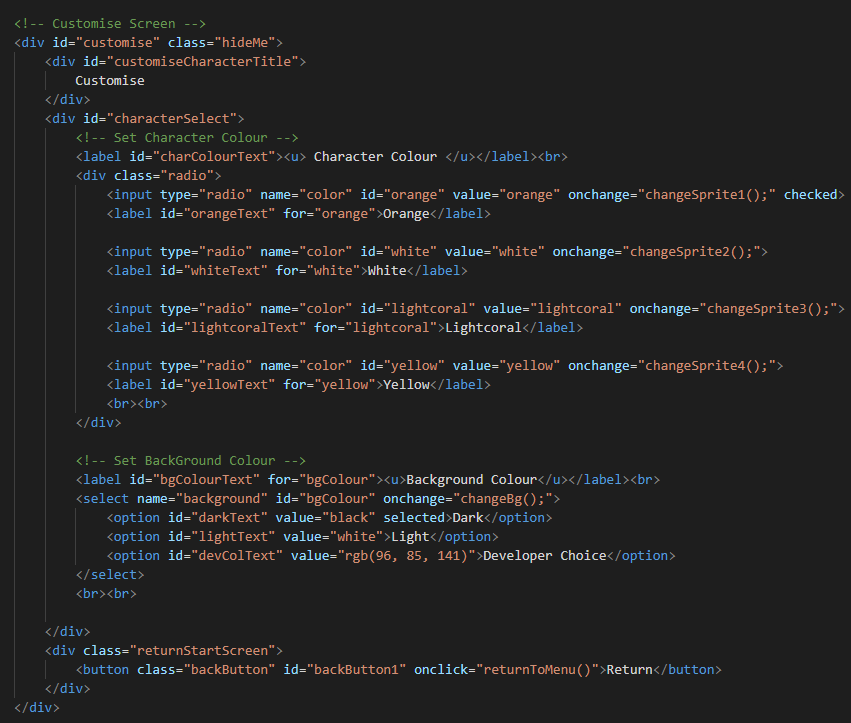 <!-- Customise Screen -->
<div id="customise" class="hideMe">
    <div id="customiseCharacterTitle">
        Customise
    </div>
    <div id="characterSelect">
        <!-- Set Character Colour -->
        <label id="charColourText"><u> Character Colour </u></label><br>
        <div class="radio">
            <input type="radio" name="color" id="orange" value="orange" onchange="changeSprite1();" checked>
            <label id="orangeText" for="orange">Orange</label>

            <input type="radio" name="color" id="white" value="white" onchange="changeSprite2();">
            <label id="whiteText" for="white">White</label>

            <input type="radio" name="color" id="lightcoral" value="lightcoral" onchange="changeSprite3();">
            <label id="lightcoralText" for="lightcoral">Lightcoral</label>

            <input type="radio" name="color" id="yellow" value="yellow" onchange="changeSprite4();">
            <label id="yellowText" for="yellow">Yellow</label>
            <br><br>
        </div>

        <!-- Set BackGround Colour -->
        <label id="bgColourText" for="bgColour"><u>Background Colour</u></label><br>
        <select name="background" id="bgColour" onchange="changeBg();">
            <option id="darkText" value="black" selected>Dark</option>
            <option id="lightText" value="white">Light</option>
            <option id="devColText" value="rgb(96, 85, 141)">Developer Choice</option>
        </select>
        <br><br>

    </div>
    <div class="returnStartScreen">
        <button class="backButton" id="backButton1" onclick="returnToMenu()">Return</button>
    </div>
</div>